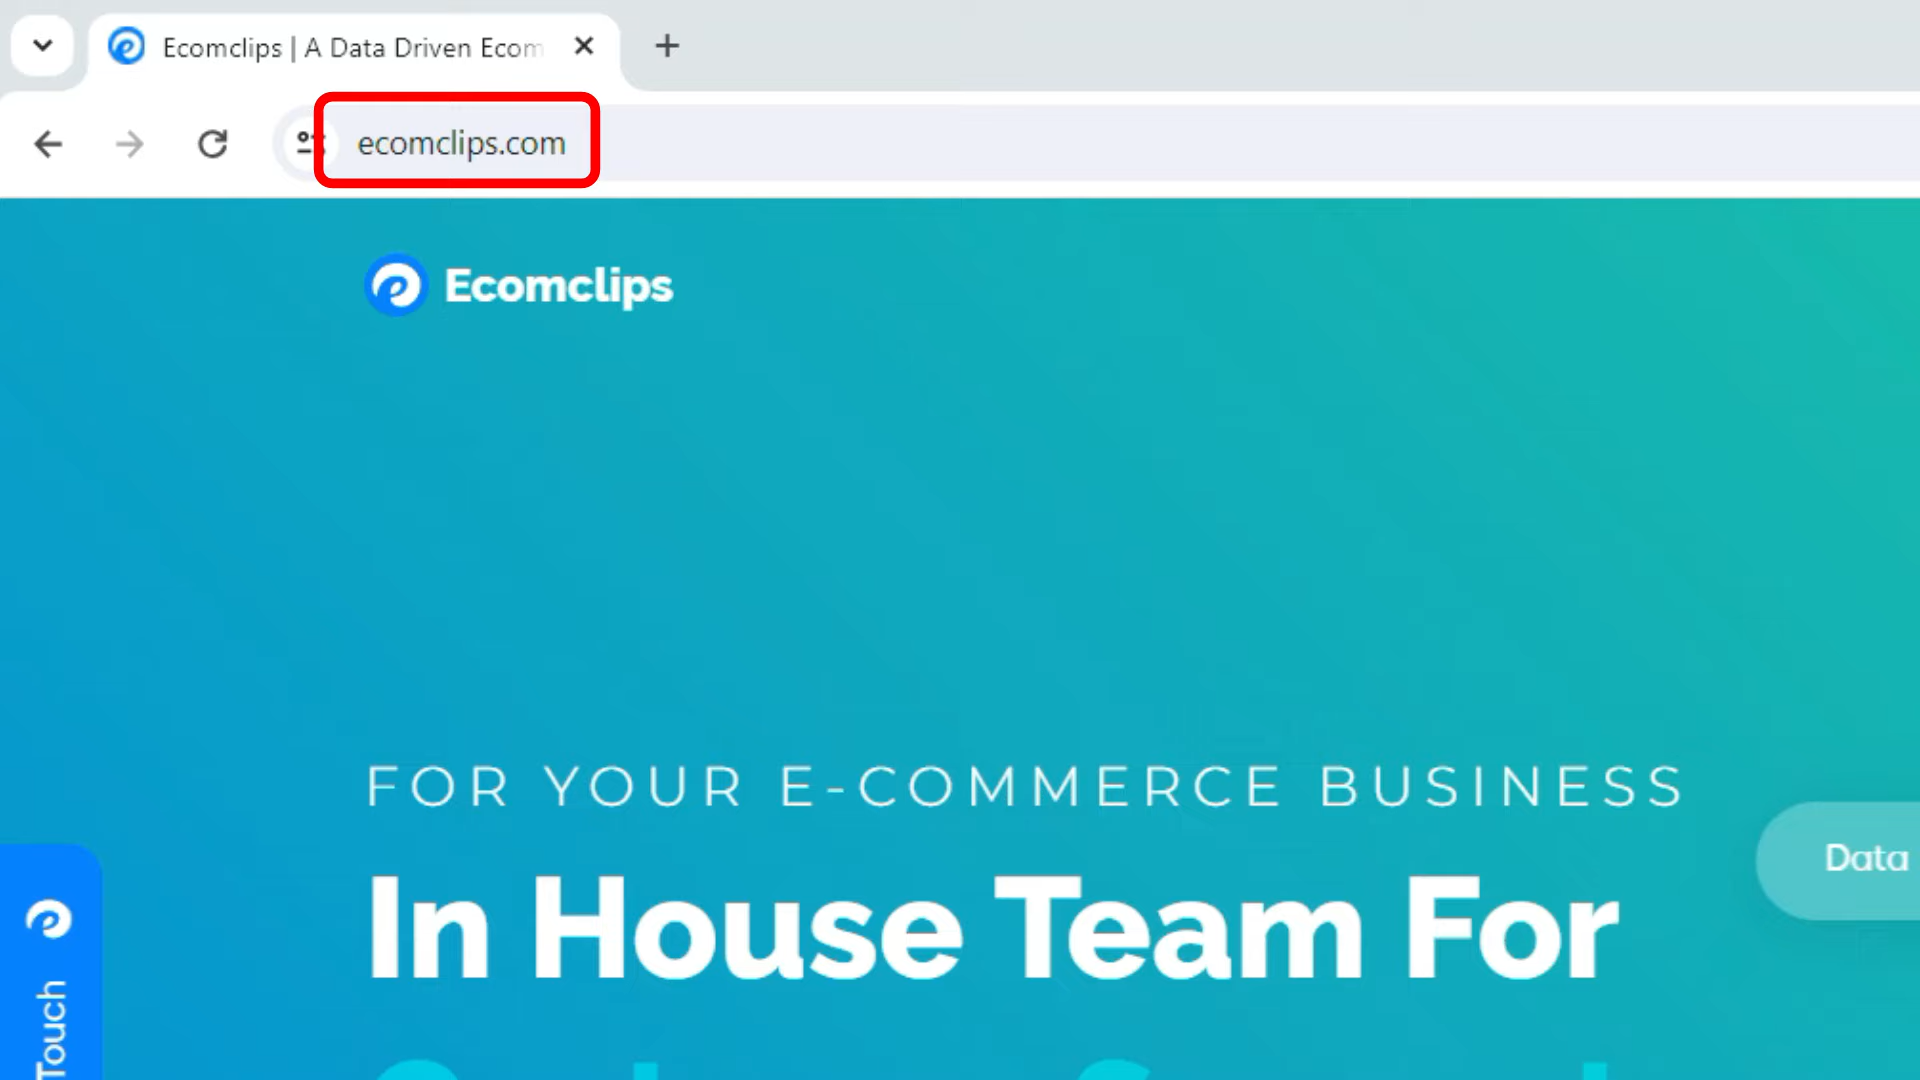 Ecomclips | A Data Driven Ecom
ecomclips.com
Ecomclips
FOR YOUR E-COMMERCE BUSINESS
Data
In House Team For
Touch